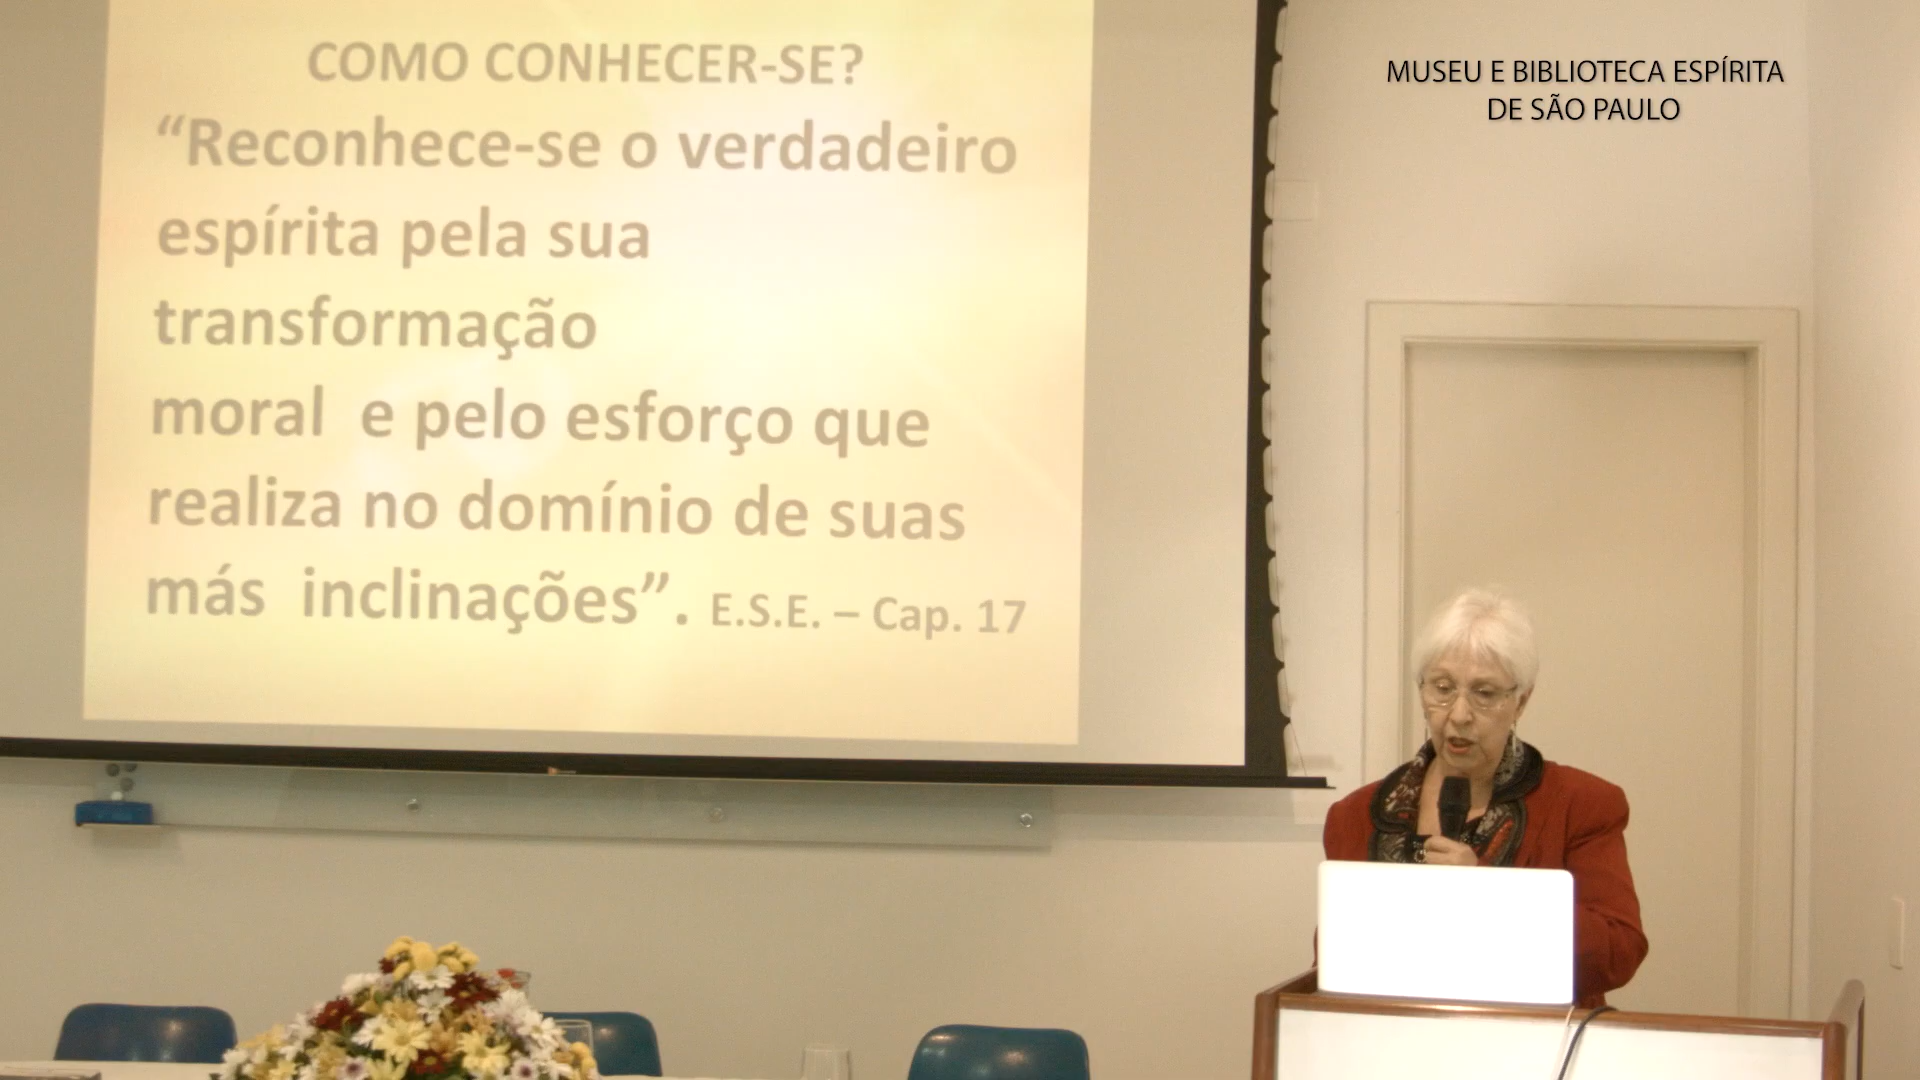 COMO CONHECER-SE?
“Reconhece-se o verdadeiro
espírita pela sua
transformação
moral e pelo esforço que
realiza no domínio de suas
más inclinações”. E.S.E. – Cap. 17
MUSEU E BIBLIOTECA ESPÍRITA
DE SÃO PAULO